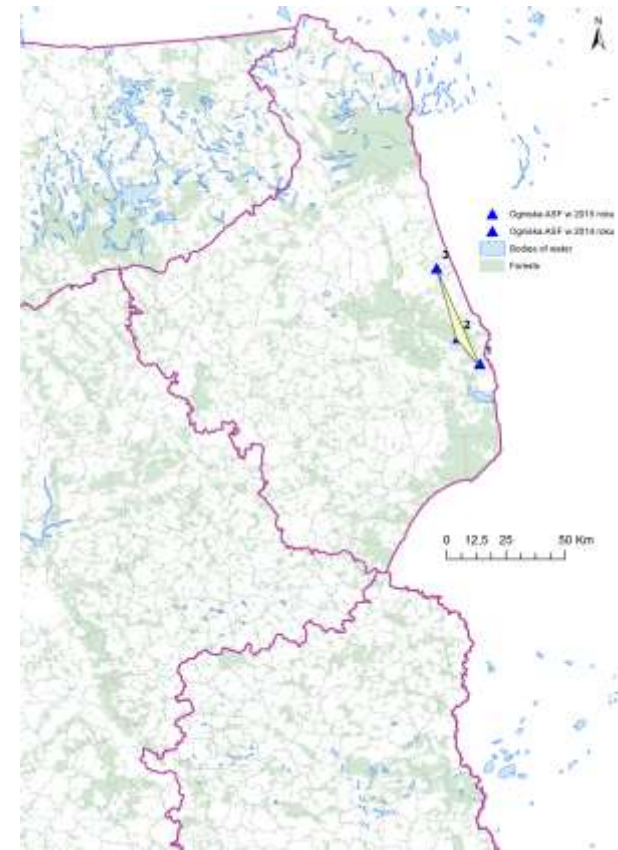 N
Ogniska ASF w 2015 roku
Ogniska ASF w 2014 roku
Bodies of water
Forests
3
2
1
0 12,5 25 50 Km